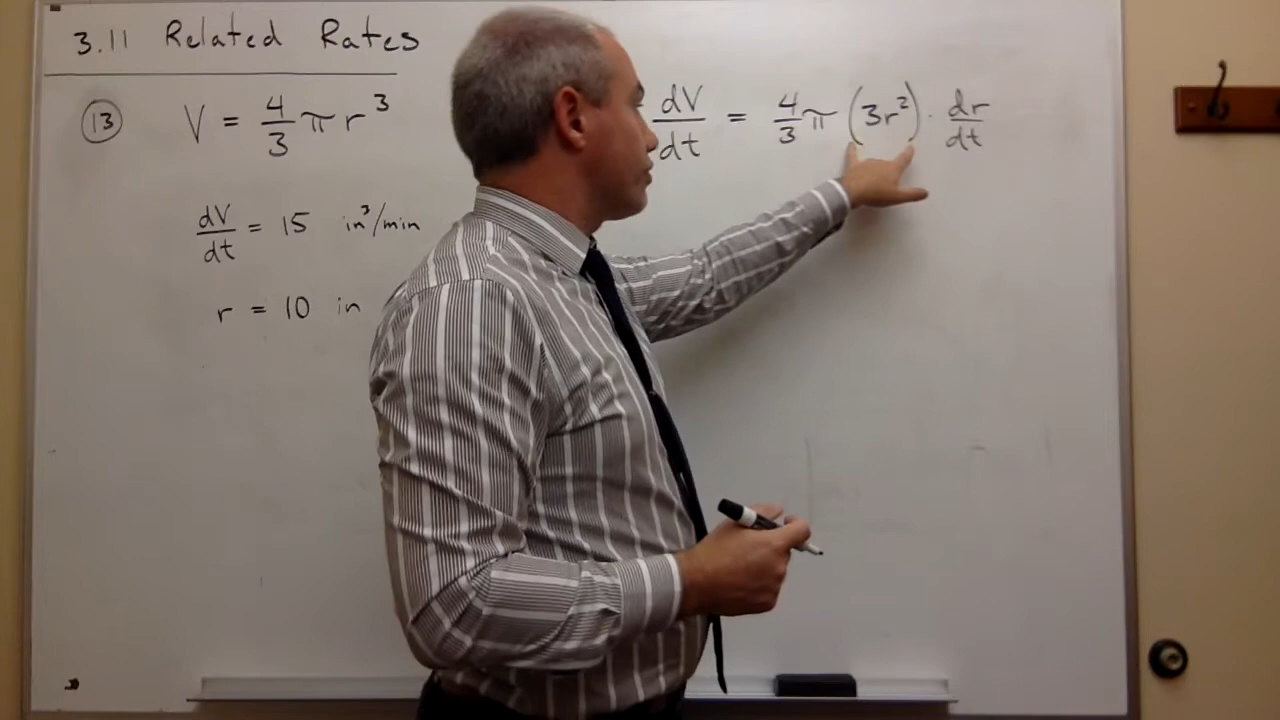 3.11 Related Rates
(13) V = 4/3 π r³
dV/dt = 4/3 π (3r²) · dr/dt
dV/dt = 15 in³/min
r = 10 in